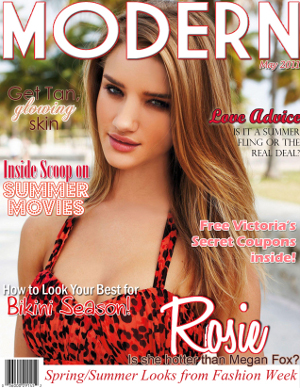 MODERN
May 2011
Get Tan,
glowing
skin
Love Advice
IS IT A SUMMER
FLING OR THE
REAL DEAL?
Inside Scoop on
SUMMER
MOVIES
Free Victoria's
Secret Coupons
inside!
How to Look Your Best for
Bikini Season!
Rosie
Is she hotter than Megan Fox?
Spring/Summer Looks from Fashion Week